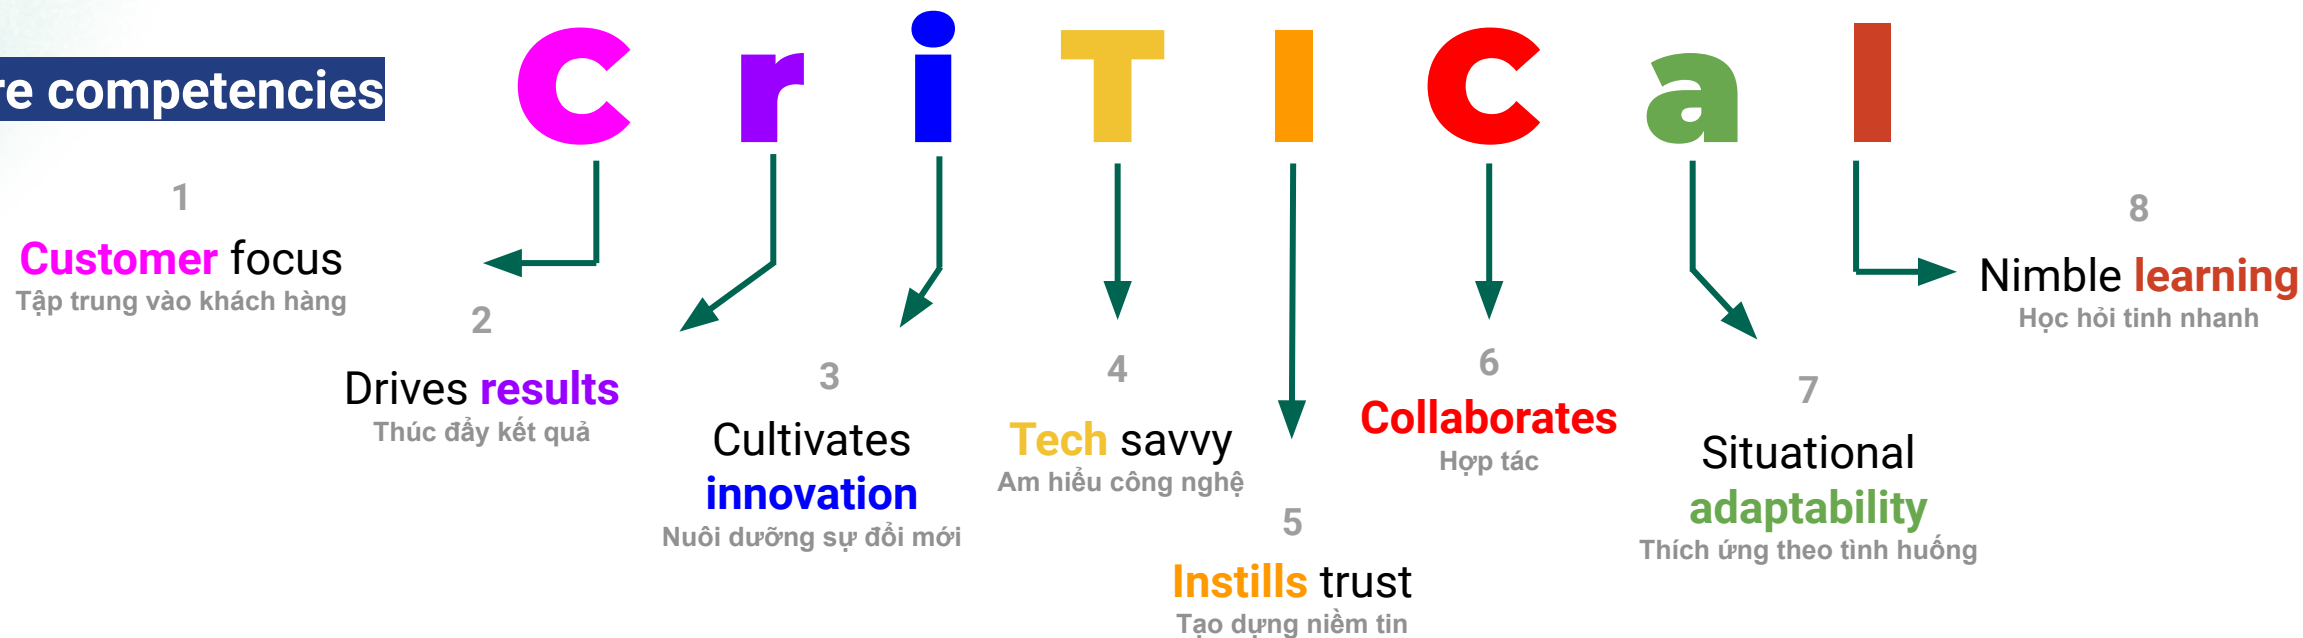 re competencies
C r i T I C a l
1
Customer focus
Tập trung vào khách hàng
2
Drives results
Thúc đẩy kết quả
3
Cultivates
innovation
Nuôi dưỡng sự đổi mới
4
Tech savvy
Am hiểu công nghệ
5
Instills trust
Tạo dựng niềm tin
6
Collaborates
Hợp tác
7
Situational
adaptability
Thích ứng theo tình huống
8
Nimble learning
Học hỏi tinh nhanh